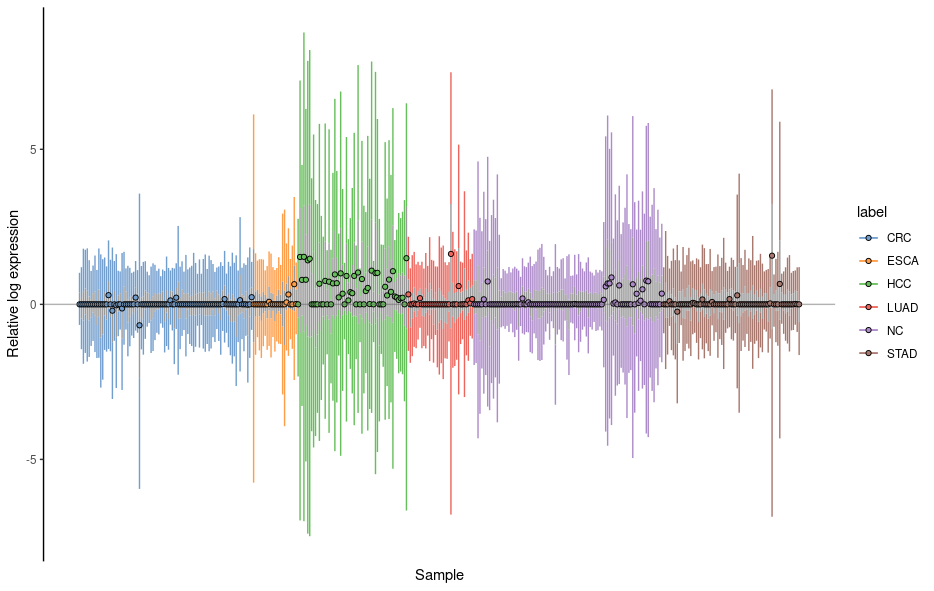 Relative log expression
5
0
-5
Sample
label
CRC
ESCA
HCC
LUAD
NC
STAD